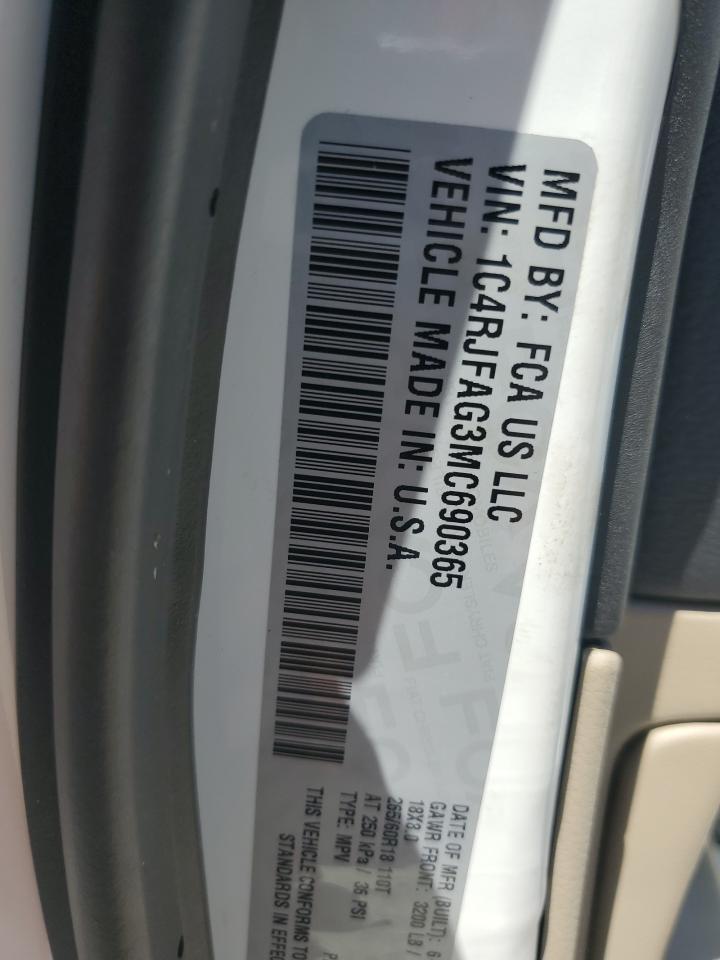 MFD BY: FCA US LLC
VIN: 1C4RJFAG3MC690365
VEHICLE MADE IN: U.S.A.
DATE OF MFR (BUILT): 6
GAWR FRONT: 3200 LB /
18X8.0
265/60R18 110T
AT 250 kPa / 36 PSI
TYPE: MPV
THIS VEHICLE CONFORMS TO
STANDARDS IN EFFEC